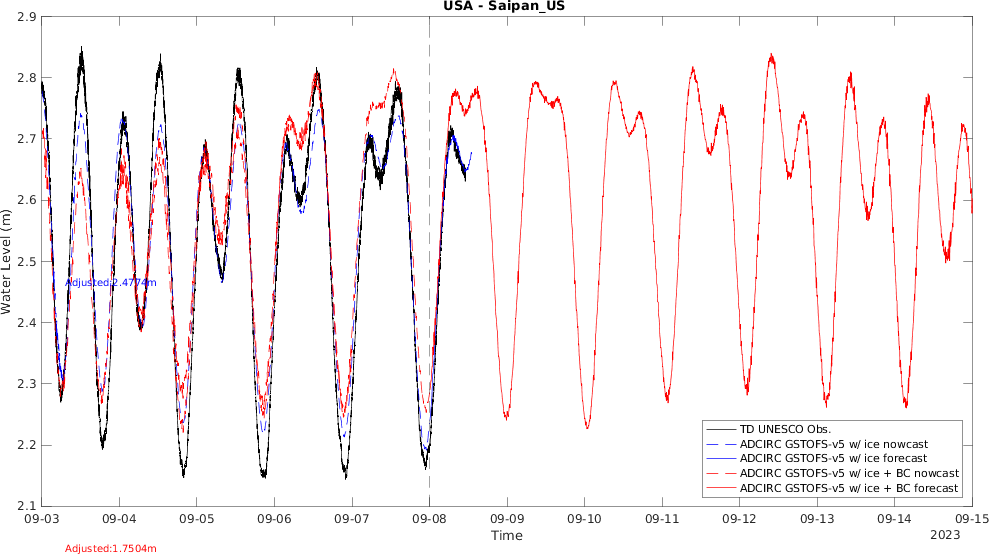 USA - Saipan_US
2.9
2.8
2.7
2.6
2.5
2.4
2.3
2.2
2.1
Water Level (m)
Adjusted:2.4774m
TD UNESCO Obs.
ADCIRC GSTOFS-v5 w/ ice nowcast
ADCIRC GSTOFS-v5 w/ ice forecast
ADCIRC GSTOFS-v5 w/ ice + BC nowcast
ADCIRC GSTOFS-v5 w/ ice + BC forecast
09-03 09-04 09-05 09-06 09-07 09-08 09-09 09-10 09-11 09-12 09-13 09-14 09-15
Time
2023
Adjusted:1.7504m